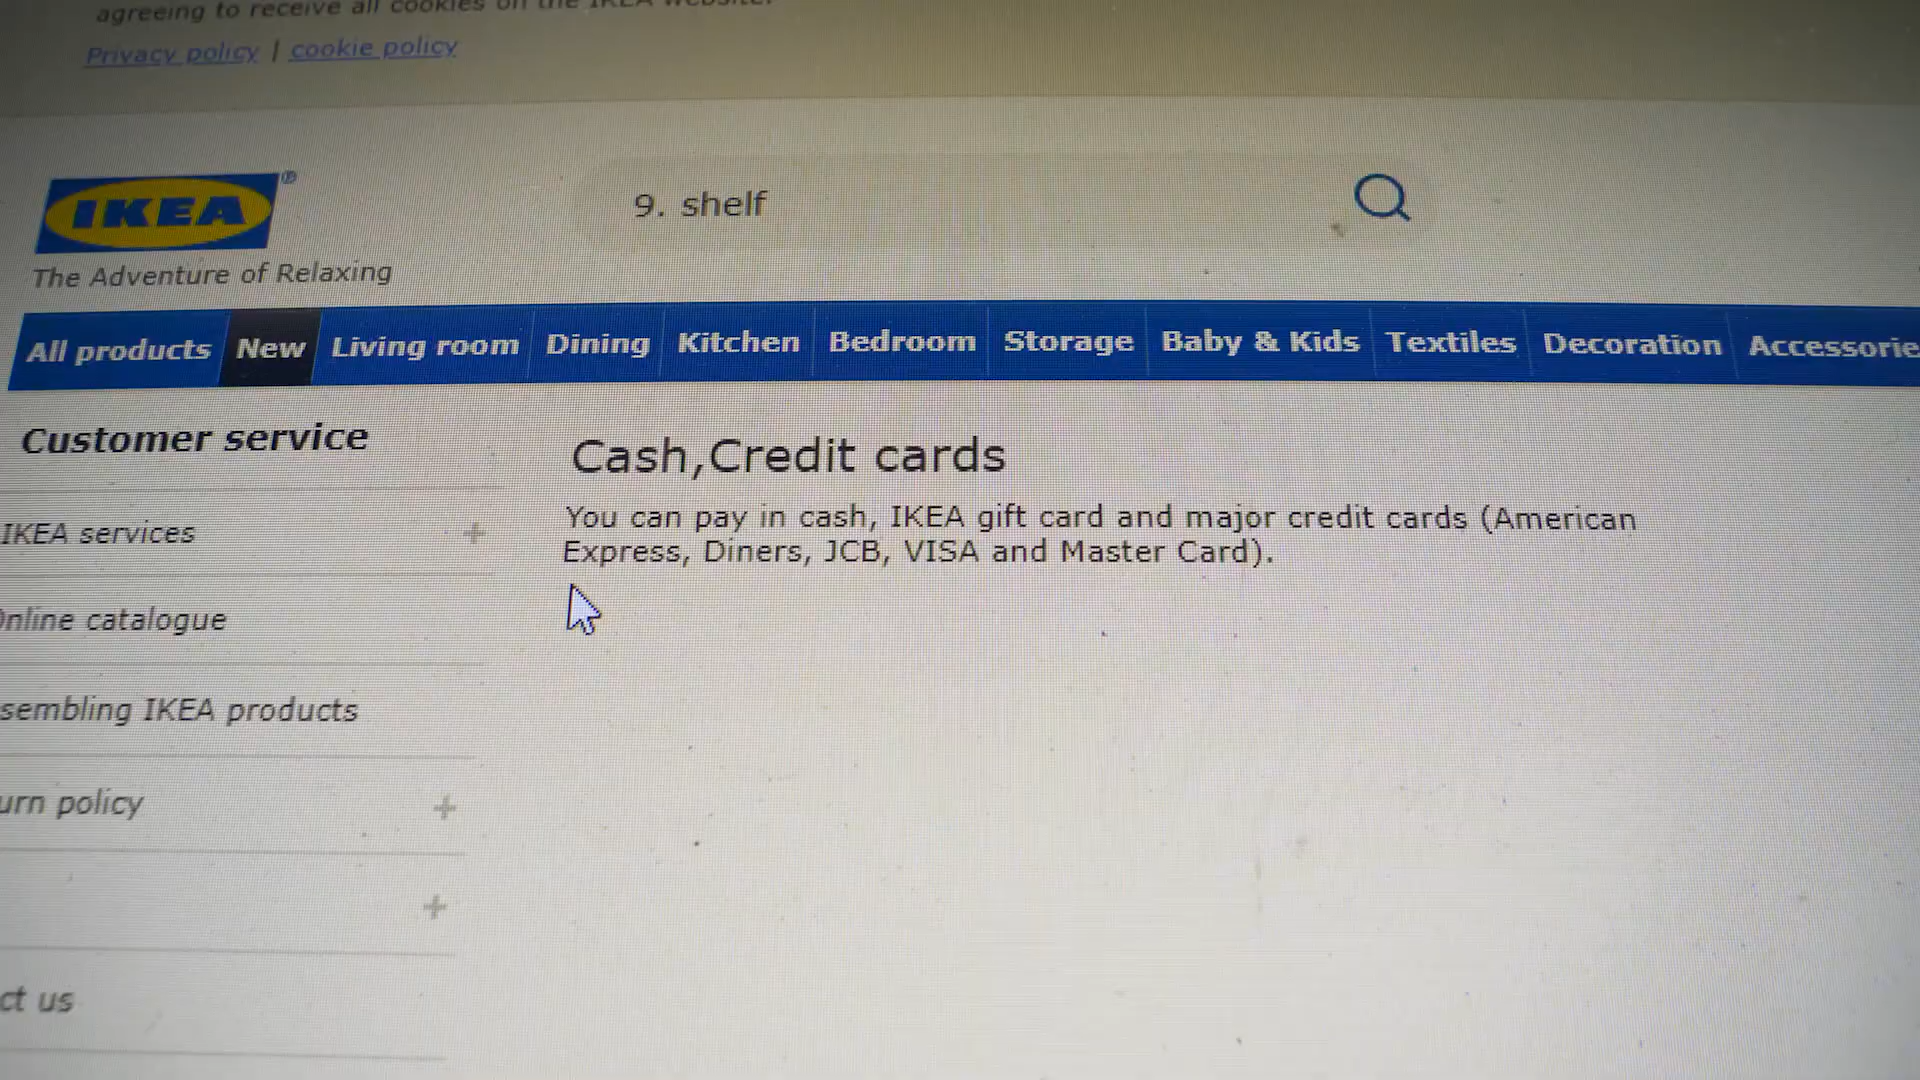 agreeing to receive all cookies on the IKEA website.
Privacy policy | cookie policy
IKEA®
9. shelf
The Adventure of Relaxing
All products New Living room Dining Kitchen Bedroom Storage Baby & Kids Textiles Decoration Accessorie
Customer service
Cash,Credit cards
You can pay in cash, IKEA gift card and major credit cards (American
Express, Diners, JCB, VISA and Master Card).
IKEA services +
Online catalogue
sembling IKEA products
urn policy +
+
ct us